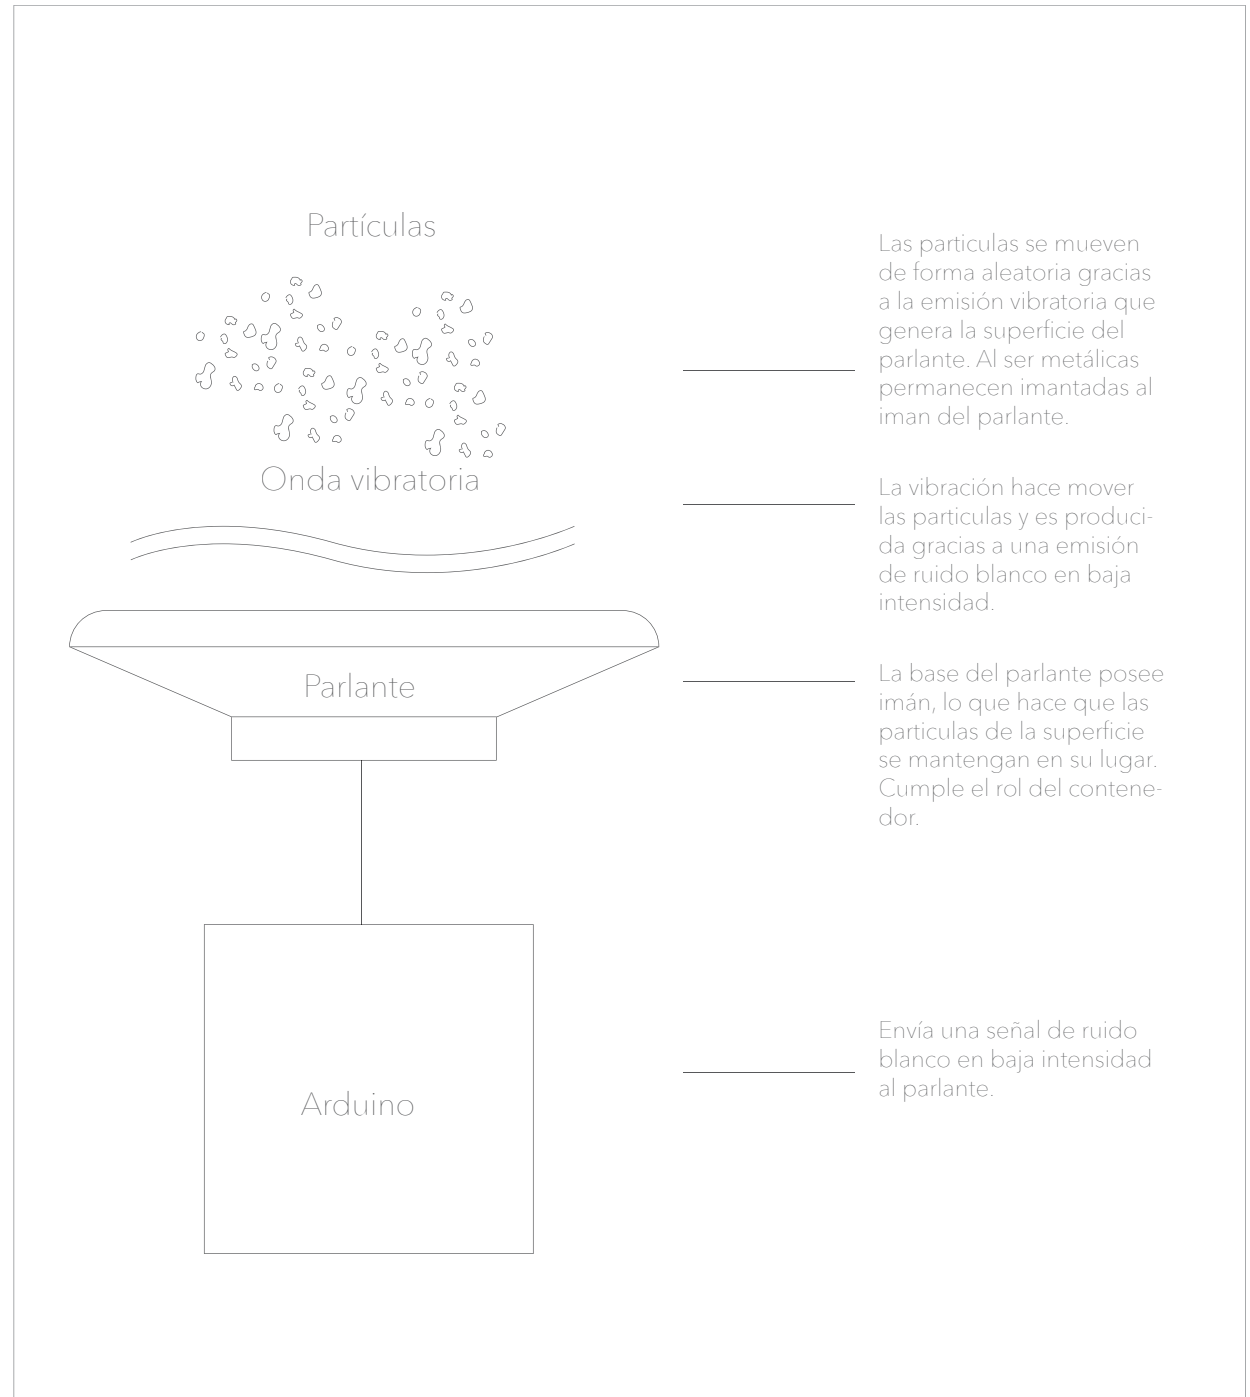 Partículas
Las particulas se mueven
de forma aleatoria gracias
a la emisión vibratoria que
genera la superficie del
parlante. Al ser metálicas
permanecen imantadas al
iman del parlante.
Onda vibratoria
La vibración hace mover
las particulas y es produci-
da gracias a una emisión
de ruido blanco en baja
intensidad.
Parlante
La base del parlante posee
imán, lo que hace que las
particulas de la superficie
se mantengan en su lugar.
Cumple el rol del contene-
dor.
Arduino
Envía una señal de ruido
blanco en baja intensidad
al parlante.